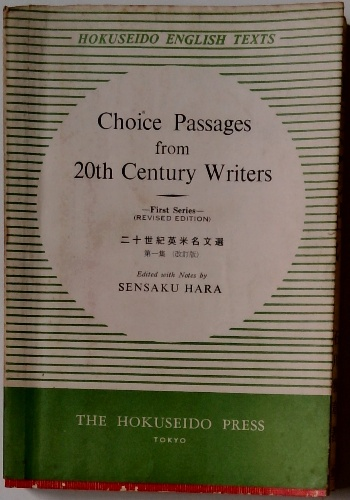 HOKUSEIDO ENGLISH TEXTS
Choice Passages
from
20th Century Writers
—First Series—
(REVISED EDITION)
二十世紀英米名文選
第一集 (改訂版)
Edited with Notes by
SENSAKU HARA
THE HOKUSEIDO PRESS
TOKYO